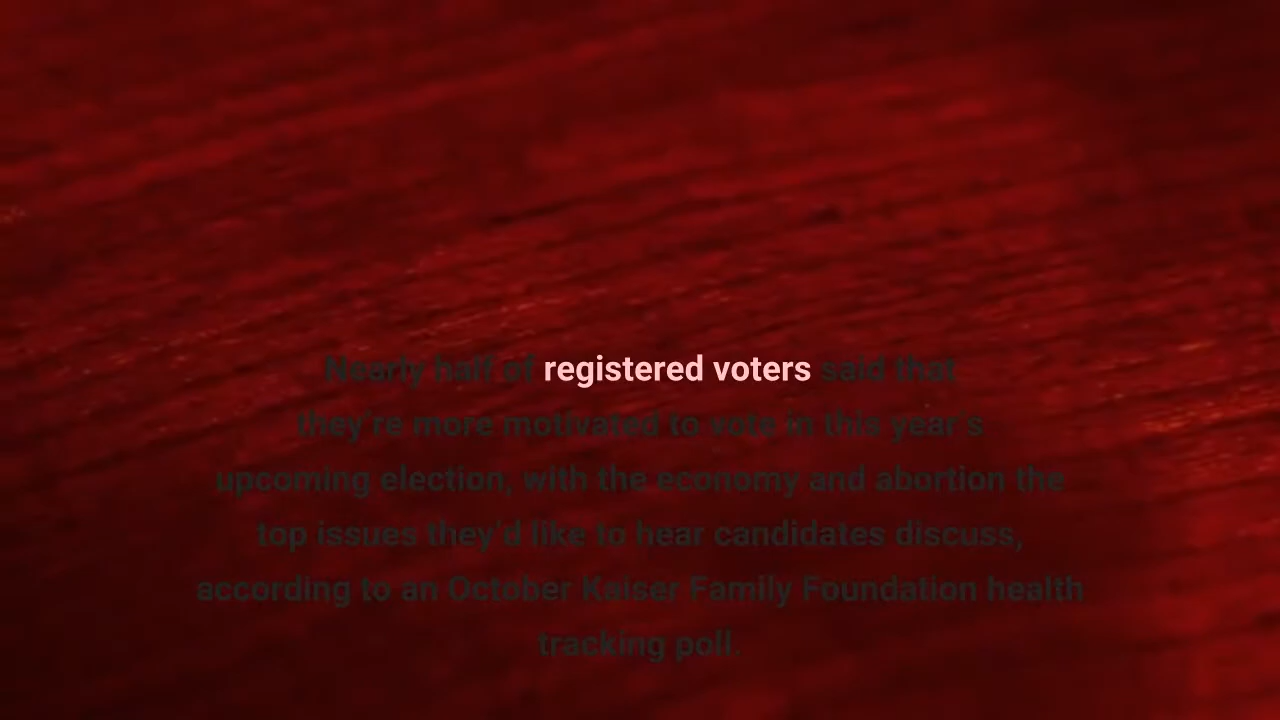 Nearly half of registered voters said that
they're more motivated to vote in this year's
upcoming election, with the economy and abortion the
top issues they'd like to hear candidates discuss,
according to an October Kaiser Family Foundation health
tracking poll.